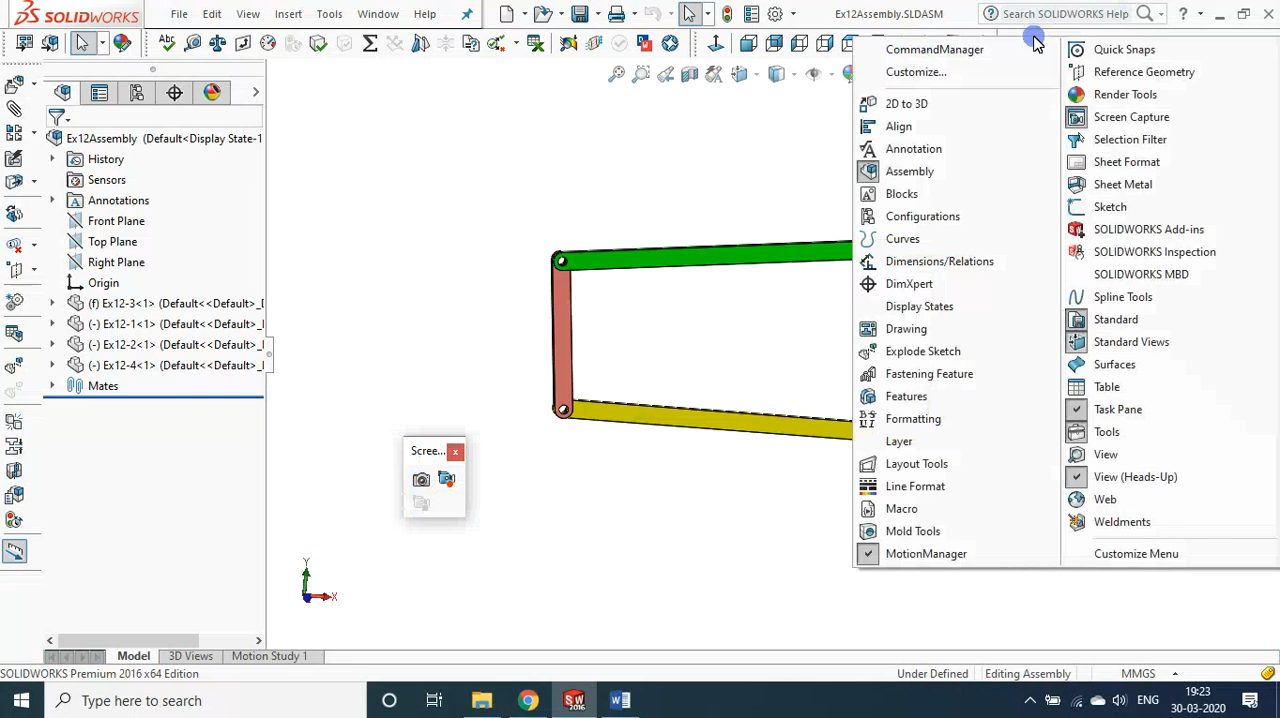 SOLIDWORKS
File Edit View Insert Tools Window Help
Ex12Assembly.SLDASM
Search SOLIDWORKS Help
?
Ex12Assembly (Default<Display State-1
History
Sensors
Annotations
Front Plane
Top Plane
Right Plane
Origin
(f) Ex12-3<1> (Default<<Default>_
(-) Ex12-1<1> (Default<<Default>_
(-) Ex12-2<1> (Default<<Default>_
(-) Ex12-4<1> (Default<<Default>_
Mates
Scree...
Y
X
CommandManager
Customize...
2D to 3D
Align
Annotation
Assembly
Blocks
Configurations
Curves
Dimensions/Relations
DimXpert
Display States
Drawing
Explode Sketch
Fastening Feature
Features
Formatting
Layer
Layout Tools
Line Format
Macro
Mold Tools
MotionManager
Quick Snaps
Reference Geometry
Render Tools
Screen Capture
Selection Filter
Sheet Format
Sheet Metal
Sketch
SOLIDWORKS Add-ins
SOLIDWORKS Inspection
SOLIDWORKS MBD
Spline Tools
Standard
Standard Views
Surfaces
Table
Task Pane
Tools
View
View (Heads-Up)
Web
Weldments
Customize Menu
Model 3D Views Motion Study 1
SOLIDWORKS Premium 2016 x64 Edition
Under Defined Editing Assembly MMGS
Type here to search
ENG
19:23
30-03-2020